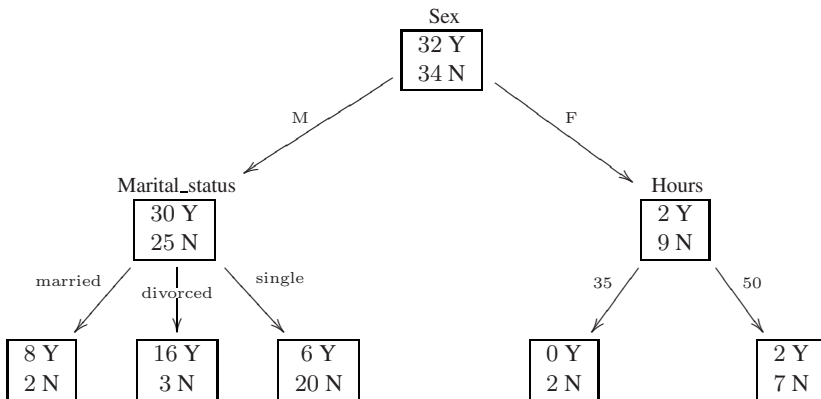 Sex
32 Y
34 N
M
F
Marital_status
30 Y
25 N
Hours
2 Y
9 N
married
divorced
single
35
50
8 Y
2 N
16 Y
3 N
6 Y
20 N
0 Y
2 N
2 Y
7 N